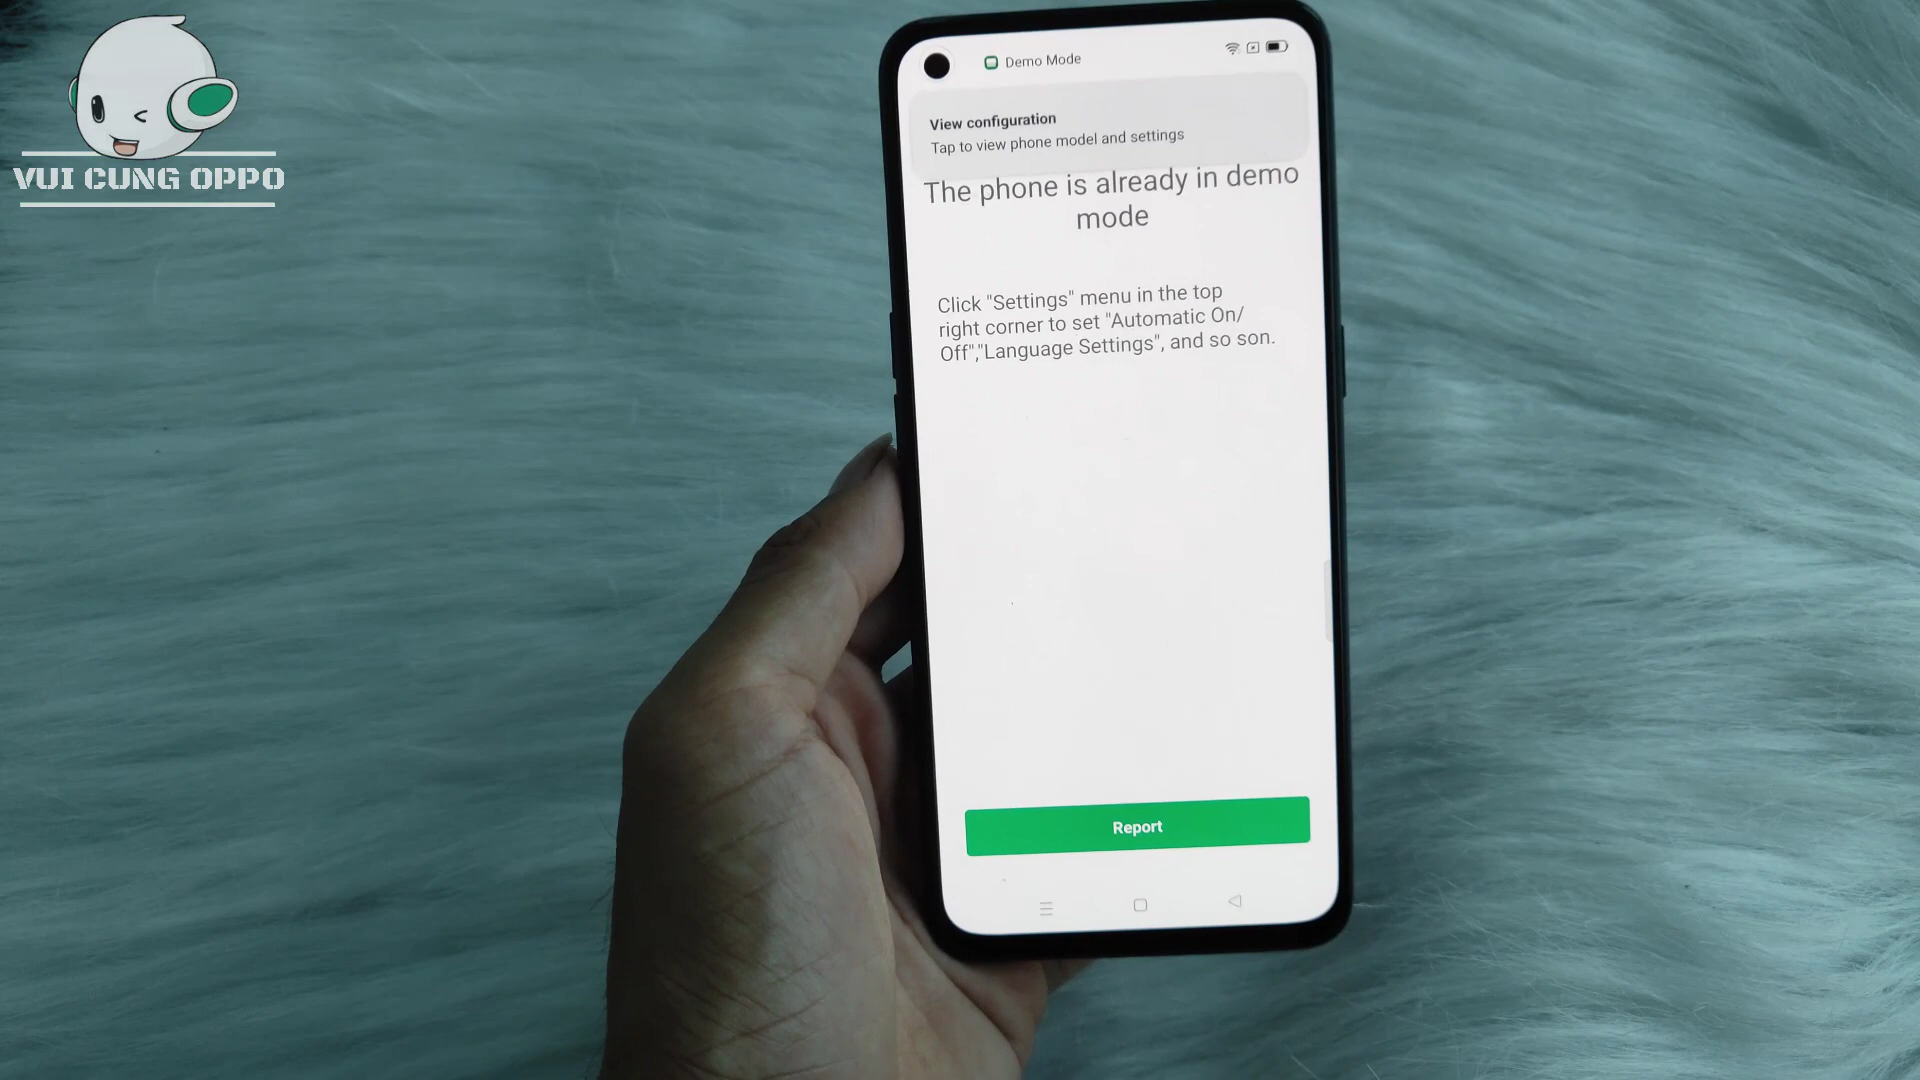 VUI CUNG OPPO
Demo Mode
View configuration
Tap to view phone model and settings
The phone is already in demo
mode
Click "Settings" menu in the top
right corner to set "Automatic On/
Off","Language Settings", and so son.
Report